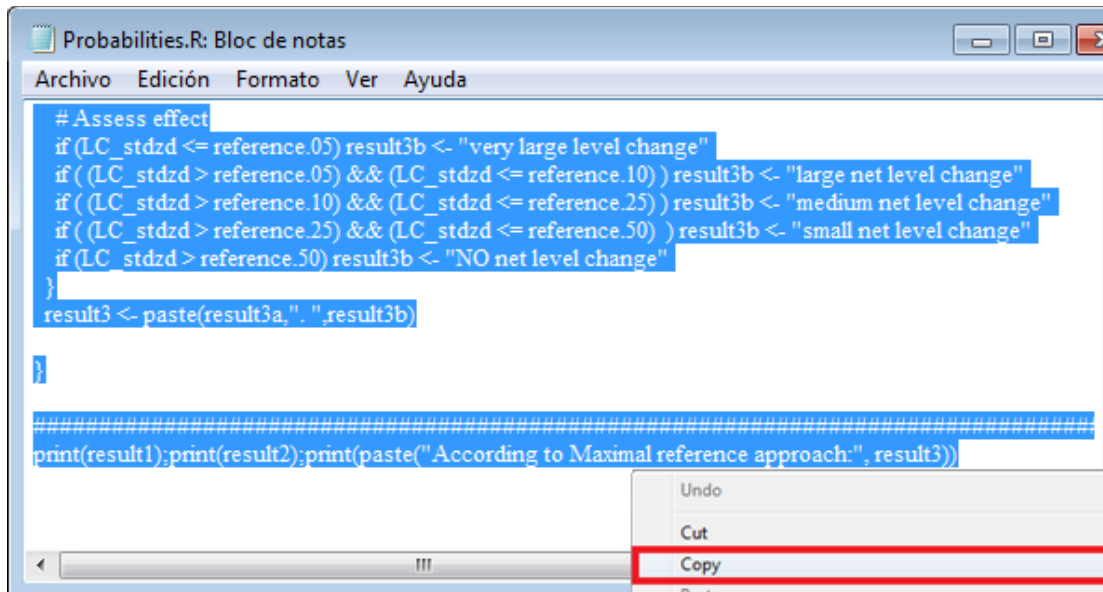 Probabilities.R: Bloc de notas
Archivo Edición Formato Ver Ayuda
# Assess effect
if (LC_stdzd <= reference.05) result3b <- "very large level change"
if ( (LC_stdzd > reference.05) && (LC_stdzd <= reference.10) ) result3b <- "large net level change"
if ( (LC_stdzd > reference.10) && (LC_stdzd <= reference.25) ) result3b <- "medium net level change"
if ( (LC_stdzd > reference.25) && (LC_stdzd <= reference.50)  ) result3b <- "small net level change"
if (LC_stdzd > reference.50) result3b <- "NO net level change"
}
result3 <- paste(result3a,". ",result3b)
}
################################################################################
print(result1);print(result2);print(paste("According to Maximal reference approach:", result3))
Undo
Cut
Copy